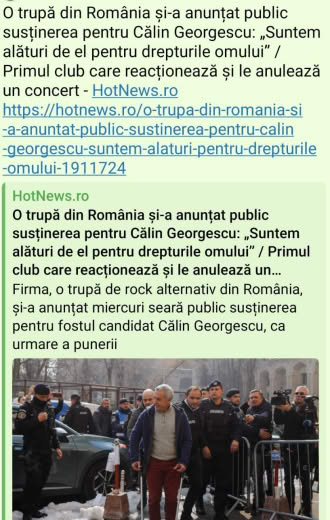 O trupă din România și-a anunțat public
susținerea pentru Călin Georgescu: „Suntem
alături de el pentru drepturile omului” /
Primul club care reacționează și le anulează
un concert - HotNews.ro
https://hotnews.ro/o-trupa-din-romania-si
-a-anuntat-public-sustinerea-pentru-calin
-georgescu-suntem-alaturi-pentru-drepturile
-omului-1911724
HotNews.ro
O trupă din România și-a anunțat public
susținerea pentru Călin Georgescu: „Suntem
alături de el pentru drepturile omului” / Primul
club care reacționează și le anulează un...
Firma, o trupă de rock alternativ din România,
și-a anunțat miercuri seară public susținerea
pentru fostul candidat Călin Georgescu, ca
urmare a punerii